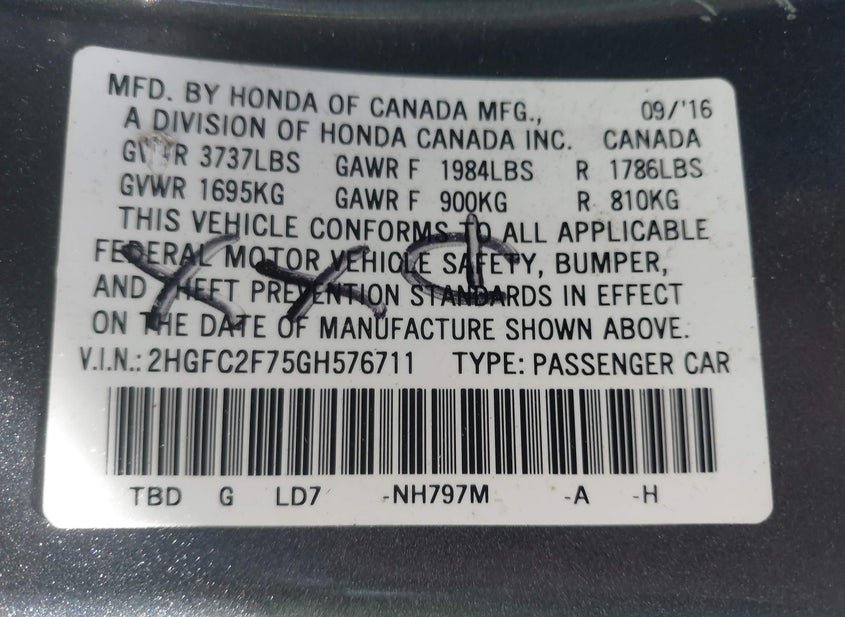 MFD. BY HONDA OF CANADA MFG., 09/'16
A DIVISION OF HONDA CANADA INC. CANADA
GVWR 3737LBS GAWR F 1984LBS R 1786LBS
GVWR 1695KG GAWR F 900KG R 810KG
THIS VEHICLE CONFORMS TO ALL APPLICABLE
FEDERAL MOTOR VEHICLE SAFETY, BUMPER,
AND THEFT PREVENTION STANDARDS IN EFFECT
ON THE DATE OF MANUFACTURE SHOWN ABOVE.
V.I.N.: 2HGFC2F75GH576711 TYPE: PASSENGER CAR
TBD G LD7 -NH797M -A -H